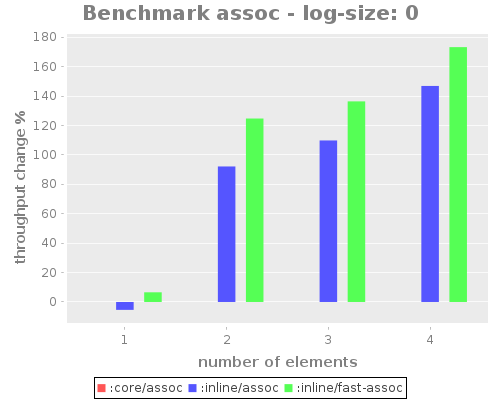 Benchmark assoc - log-size: 0
throughput change %
180
160
140
120
100
80
60
40
20
0
1 2 3 4
number of elements
:core/assoc :inline/assoc :inline/fast-assoc